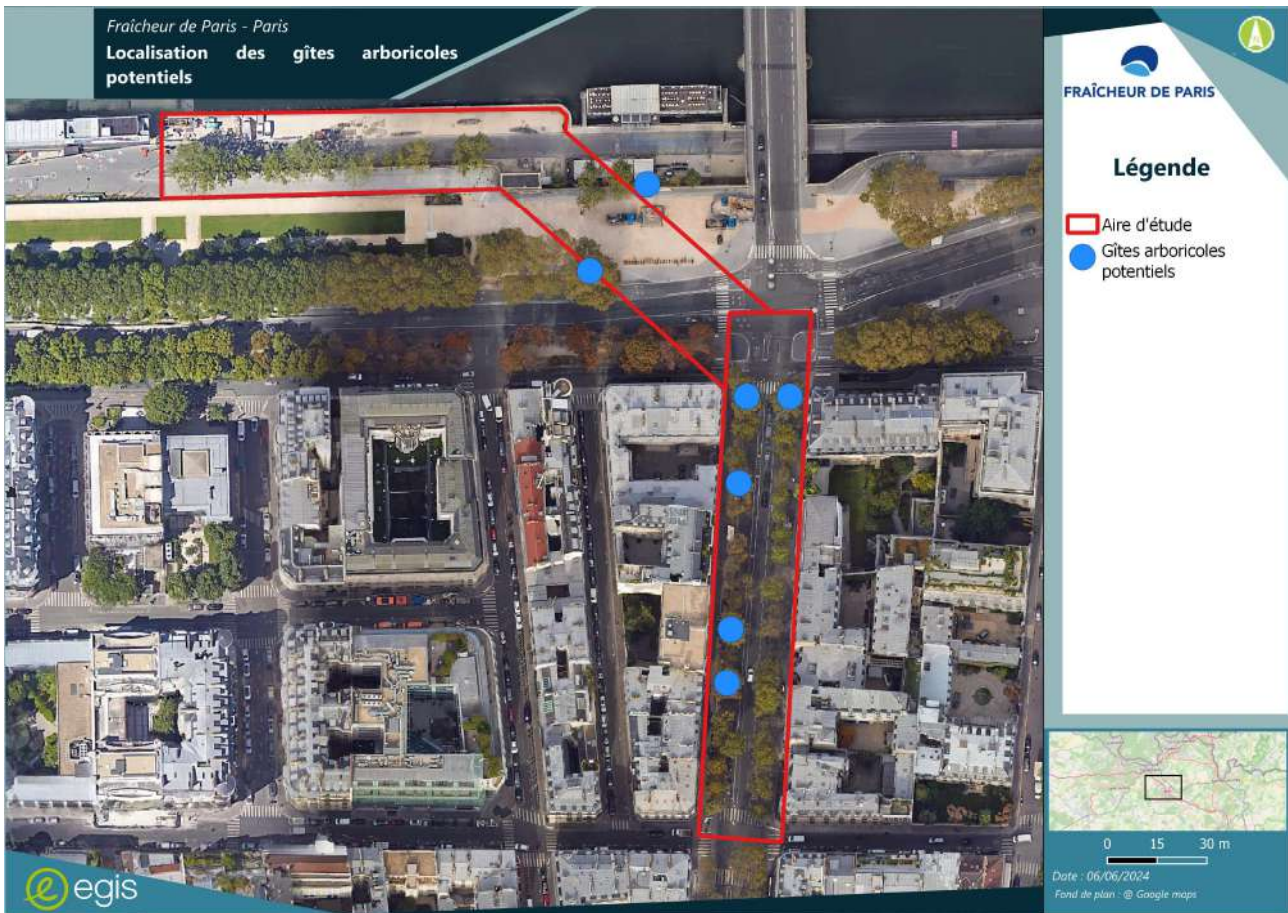 Fraîcheur de Paris - Paris
Localisation des gîtes arboricoles
potentiels
FRAÎCHEUR DE PARIS
Légende
Aire d'étude
Gîtes arboricoles
potentiels
0 15 30 m
Date : 06/06/2024
Fond de plan : @ Google maps
egis